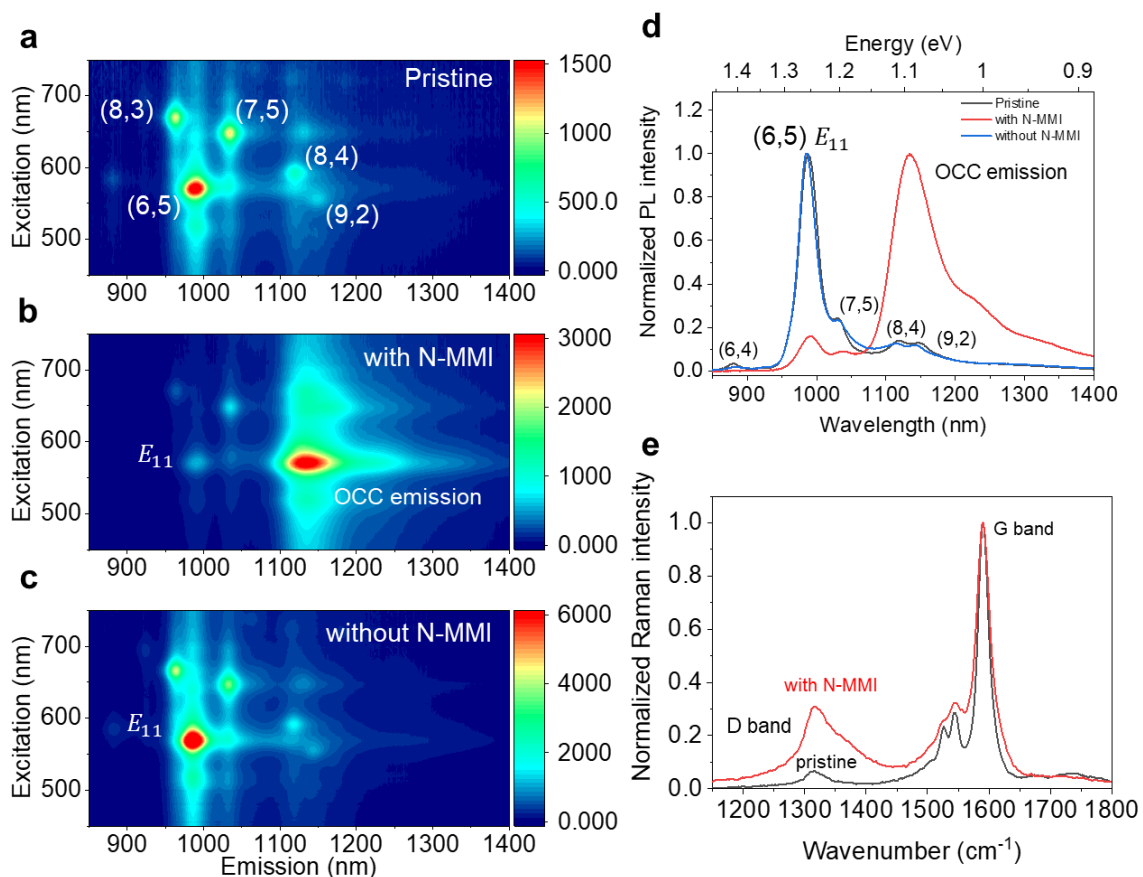 a
Pristine
(8,3)
(7,5)
(8,4)
(6,5)
(9,2)
Excitation (nm)
700
600
500
900 1000 1100 1200 1300 1400
1500
1000
500.0
0.000
b
with N-MMI
E₁₁
OCC emission
Excitation (nm)
700
600
500
900 1000 1100 1200 1300 1400
3000
2000
1000
0.000
c
without N-MMI
E₁₁
Excitation (nm)
700
600
500
900 1000 1100 1200 1300 1400
Emission (nm)
6000
4000
2000
0.000
d
Energy (eV)
1.4 1.3 1.2 1.1 1 0.9
Pristine
with N-MMI
without N-MMI
(6,5) E₁₁
OCC emission
(7,5)
(8,4)
(9,2)
(6,4)
Normalized PL intensity
1.2
1.0
0.8
0.6
0.4
0.2
0.0
900 1000 1100 1200 1300 1400
Wavelength (nm)
e
G band
with N-MMI
D band
pristine
Normalized Raman intensity
1.0
0.8
0.6
0.4
0.2
0.0
1200 1300 1400 1500 1600 1700 1800
Wavenumber (cm⁻¹)